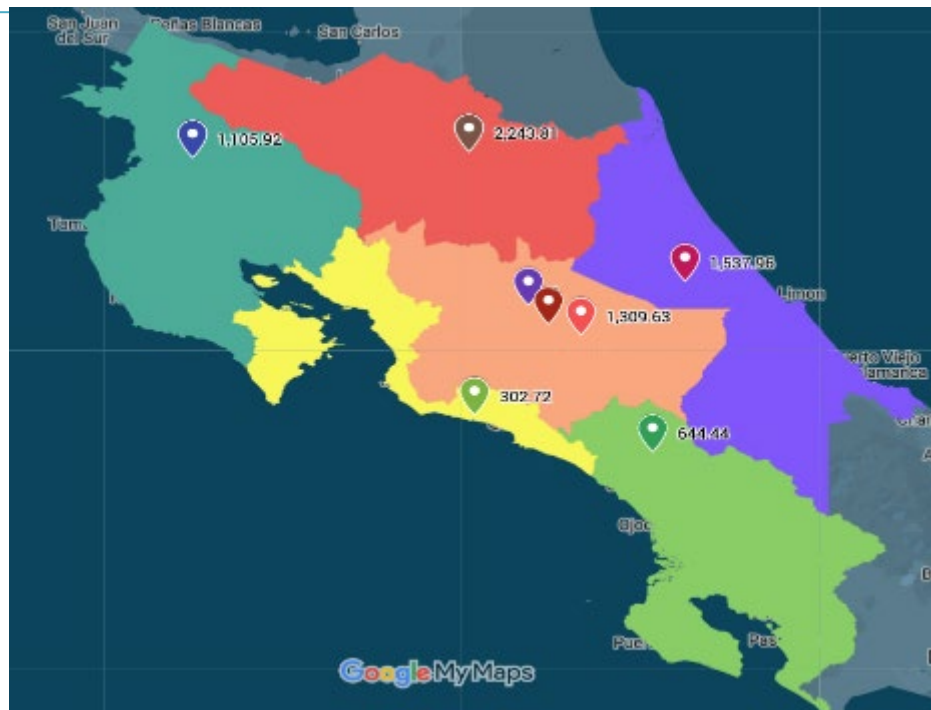 San Juan
del Sur
Peñas Blancas
San Carlos
1,105.92
2,243.81
1,537.96
Limon
1,309.63
302.72
644.44
Google My Maps